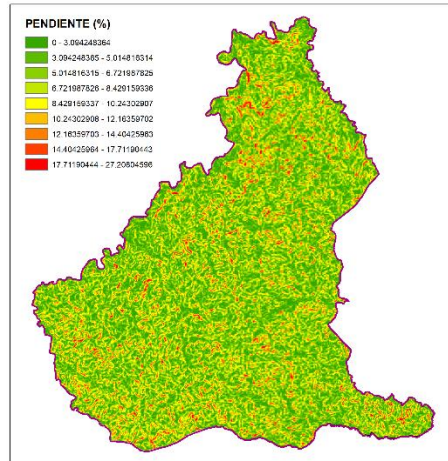 PENDIENTE (%)
0 - 3.094248364
3.094248365 - 5.014816314
5.014816315 - 6.721987825
6.721987826 - 8.429159336
8.429159337 - 10.24302907
10.24302908 - 12.16359702
12.16359703 - 14.40425963
14.40425964 - 17.71190443
17.71190444 - 27.20604596